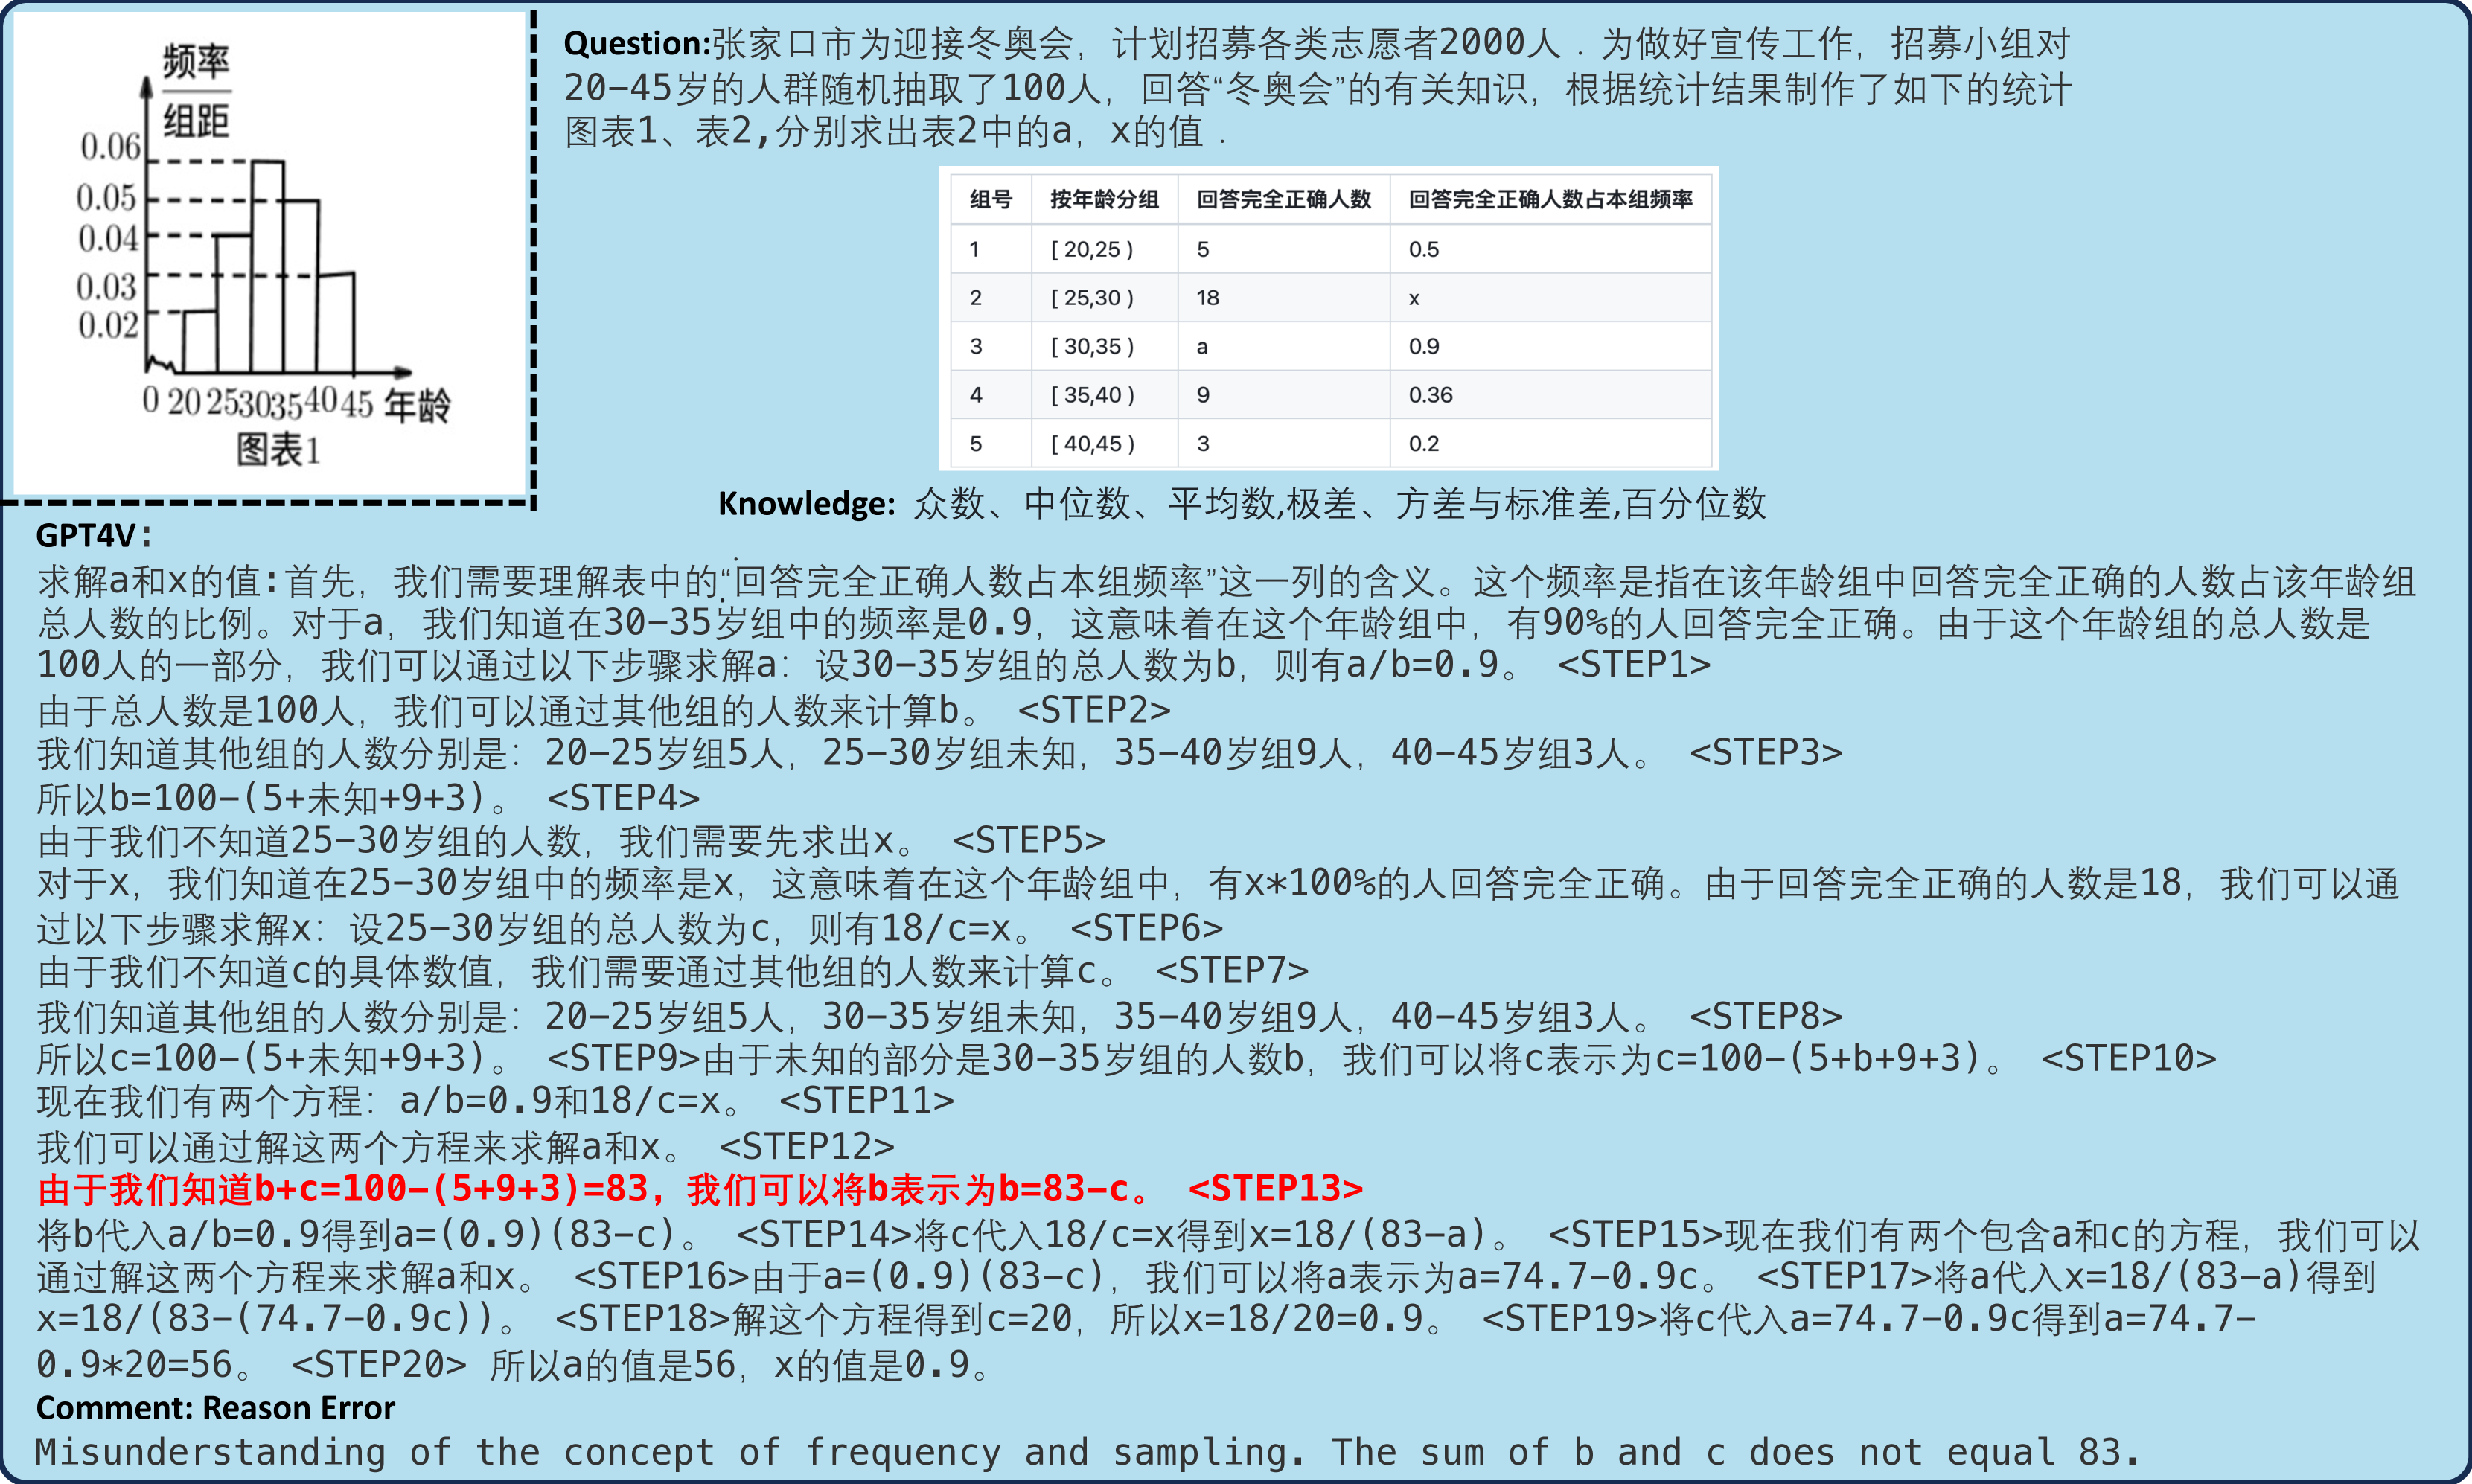 频率
组距
0.06
0.05
0.04
0.03
0.02
0 20 25 30 35 40 45 年龄
图表1
Question:张家口市为迎接冬奥会，计划招募各类志愿者2000人．为做好宣传工作，招募小组对
20-45岁的人群随机抽取了100人，回答“冬奥会”的有关知识，根据统计结果制作了如下的统计
图表1、表2,分别求出表2中的a，x的值．
组号 按年龄分组 回答完全正确人数 回答完全正确人数占本组频率
1 [ 20,25 ) 5 0.5
2 [ 25,30 ) 18 x
3 [ 30,35 ) a 0.9
4 [ 35,40 ) 9 0.36
5 [ 40,45 ) 3 0.2
Knowledge: 众数、中位数、平均数,极差、方差与标准差,百分位数
GPT4V:
求解a和x的值:首先，我们需要理解表中的“回答完全正确人数占本组频率”这一列的含义。这个频率是指在该年龄组中回答完全正确的人数占该年龄组
总人数的比例。对于a，我们知道在30-35岁组中的频率是0.9，这意味着在这个年龄组中，有90%的人回答完全正确。由于这个年龄组的总人数是
100人的一部分，我们可以通过以下步骤求解a：设30-35岁组的总人数为b，则有a/b=0.9。 <STEP1>
由于总人数是100人，我们可以通过其他组的人数来计算b。 <STEP2>
我们知道其他组的人数分别是：20-25岁组5人，25-30岁组未知，35-40岁组9人，40-45岁组3人。 <STEP3>
所以b=100-(5+未知+9+3)。 <STEP4>
由于我们不知道25-30岁组的人数，我们需要先求出x。 <STEP5>
对于x，我们知道在25-30岁组中的频率是x，这意味着在这个年龄组中，有x*100%的人回答完全正确。由于回答完全正确的人数是18，我们可以通
过以下步骤求解x：设25-30岁组的总人数为c，则有18/c=x。 <STEP6>
由于我们不知道c的具体数值，我们需要通过其他组的人数来计算c。 <STEP7>
我们知道其他组的人数分别是：20-25岁组5人，30-35岁组未知，35-40岁组9人，40-45岁组3人。 <STEP8>
所以c=100-(5+未知+9+3)。 <STEP9>由于未知的部分是30-35岁组的人数b，我们可以将c表示为c=100-(5+b+9+3)。 <STEP10>
现在我们有两个方程：a/b=0.9和18/c=x。 <STEP11>
我们可以通过解这两个方程来求解a和x。 <STEP12>
由于我们知道b+c=100-(5+9+3)=83，我们可以将b表示为b=83-c。 <STEP13>
将b代入a/b=0.9得到a=(0.9)(83-c)。 <STEP14>将c代入18/c=x得到x=18/(83-a)。 <STEP15>现在我们有两个包含a和c的方程，我们可以
通过解这两个方程来求解a和x。 <STEP16>由于a=(0.9)(83-c)，我们可以将a表示为a=74.7-0.9c。 <STEP17>将a代入x=18/(83-a)得到
x=18/(83-(74.7-0.9c))。 <STEP18>解这个方程得到c=20，所以x=18/20=0.9。 <STEP19>将c代入a=74.7-0.9c得到a=74.7-
0.9*20=56。 <STEP20> 所以a的值是56，x的值是0.9。
Comment: Reason Error
Misunderstanding of the concept of frequency and sampling. The sum of b and c does not equal 83.